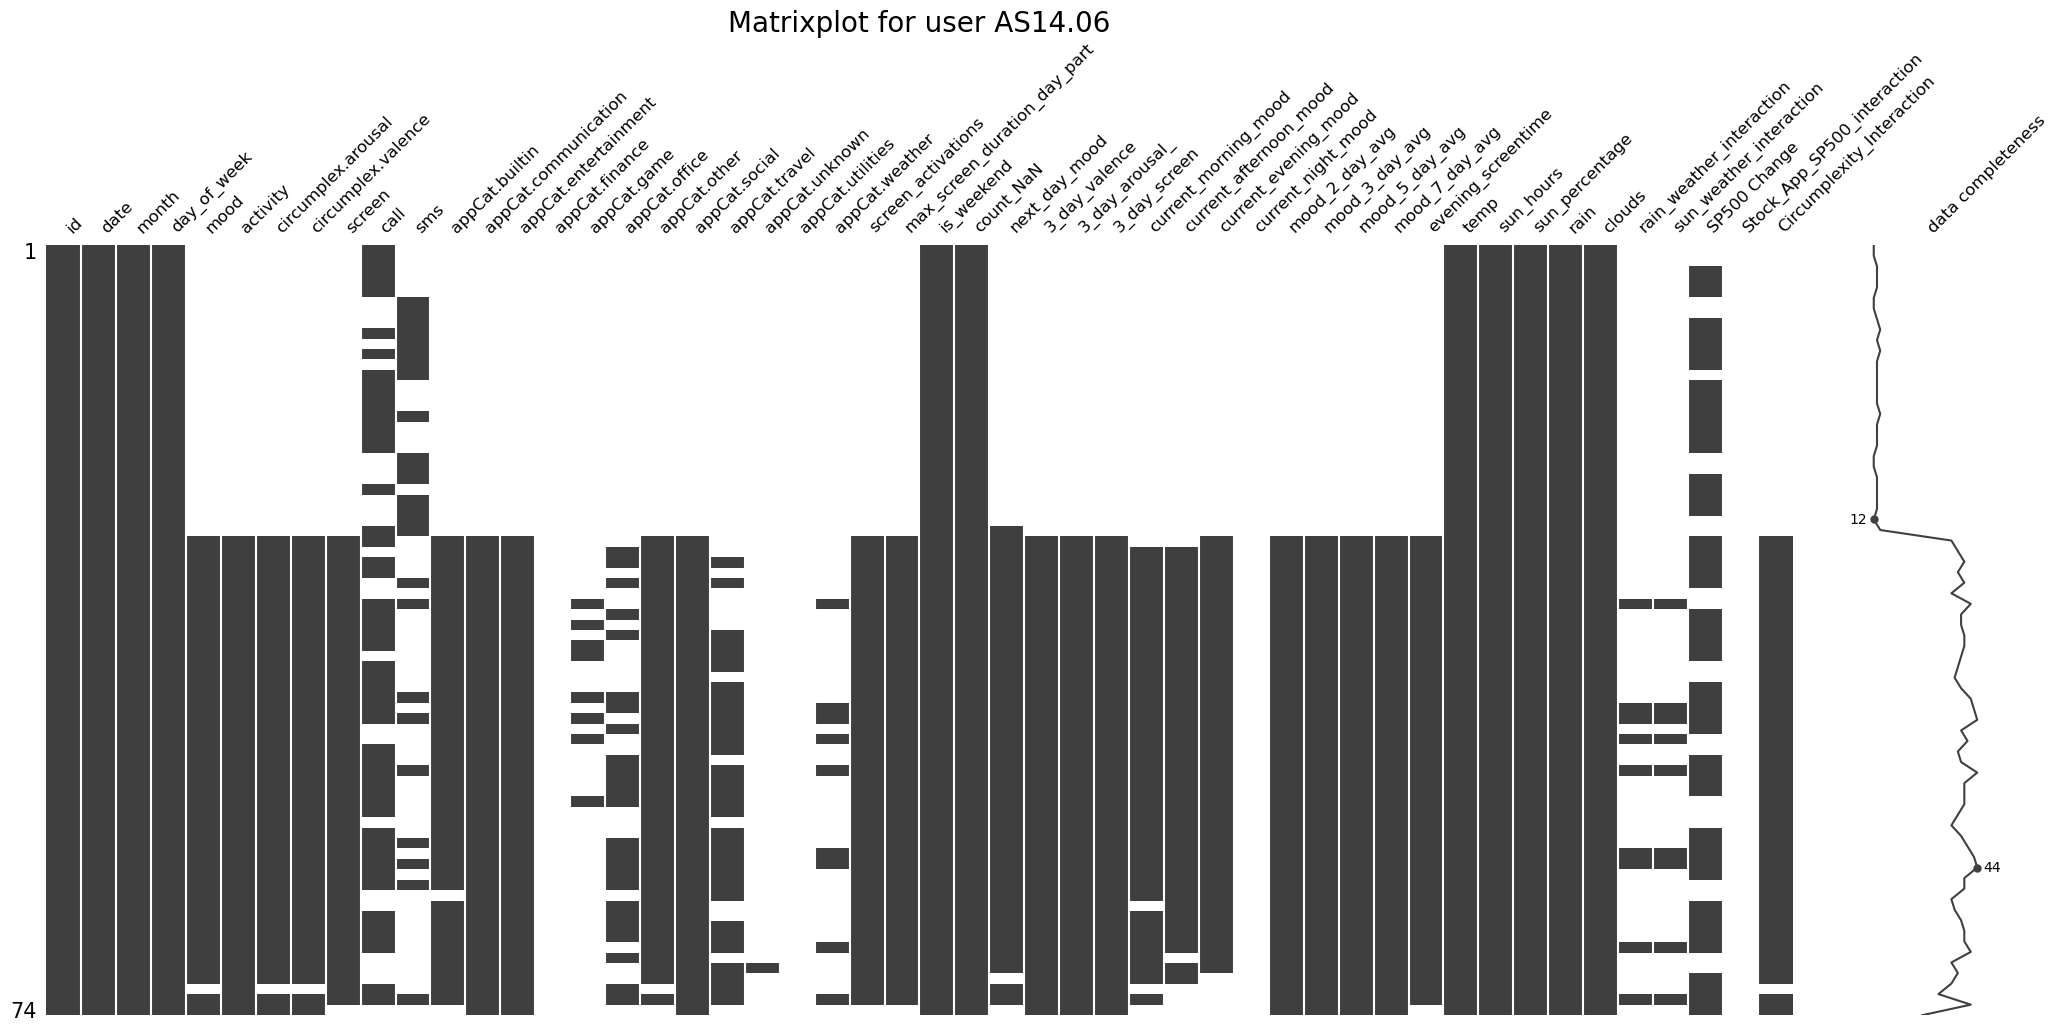 Matrixplot for user AS14.06
id
date
month
day_of_week
mood
activity
circumplex.arousal
circumplex.valence
screen
call
sms
appCat.builtin
appCat.communication
appCat.entertainment
appCat.finance
appCat.game
appCat.office
appCat.other
appCat.social
appCat.travel
appCat.unknown
appCat.utilities
appCat.weather
screen_activations
max_screen_duration_day_part
is_weekend
count_NaN
next_day_mood
3_day_valence
3_day_arousal_
3_day_screen
current_morning_mood
current_afternoon_mood
current_evening_mood
current_night_mood
mood_2_day_avg
mood_3_day_avg
mood_5_day_avg
mood_7_day_avg
evening_screentime
temp
sun_hours
sun_percentage
rain
clouds
rain_weather_interaction
sun_weather_interaction
SP500 Change
Stock_App_SP500_interaction
Circumplexity_Interaction
data completeness
1
12
44
74